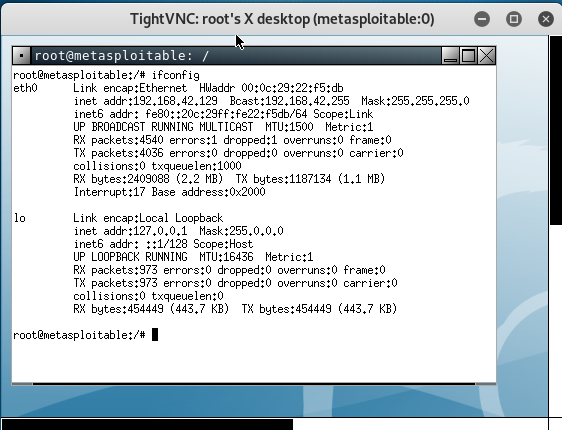 TightVNC: root's X desktop (metasploitable:0)
root@metasploitable: /
root@metasploitable:/# ifconfig
eth0 Link encap:Ethernet HWaddr 00:0c:29:22:f5:db
inet addr:192.168.42.129 Bcast:192.168.42.255 Mask:255.255.255.0
inet6 addr: fe80::20c:29ff:fe22:f5db/64 Scope:Link
UP BROADCAST RUNNING MULTICAST MTU:1500 Metric:1
RX packets:4540 errors:1 dropped:1 overruns:0 frame:0
TX packets:4036 errors:0 dropped:0 overruns:0 carrier:0
collisions:0 txqueuelen:1000
RX bytes:2409088 (2.2 MB) TX bytes:1187134 (1.1 MB)
Interrupt:17 Base address:0x2000
lo Link encap:Local Loopback
inet addr:127.0.0.1 Mask:255.0.0.0
inet6 addr: ::1/128 Scope:Host
UP LOOPBACK RUNNING MTU:16436 Metric:1
RX packets:973 errors:0 dropped:0 overruns:0 frame:0
TX packets:973 errors:0 dropped:0 overruns:0 carrier:0
collisions:0 txqueuelen:0
RX bytes:454449 (443.7 KB) TX bytes:454449 (443.7 KB)
root@metasploitable:/#